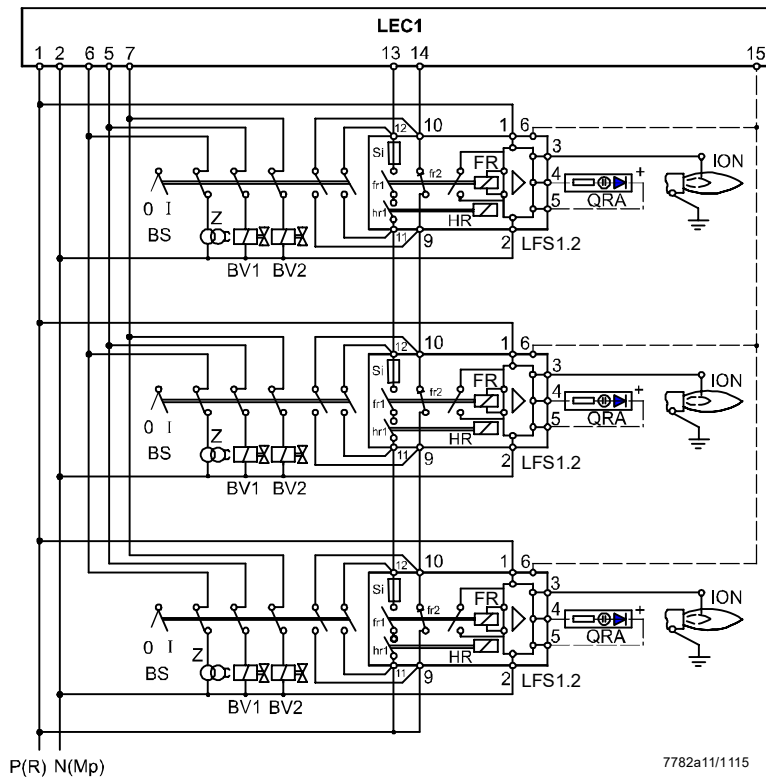 LEC1
1 2 6 5 7 13 14 15
12 10 1 6
3 ION
Si FR
fr1 fr2 4 + QRA
0 I Z hr1 HR 5
BS 11 9 2 LFS1.2
BV1 BV2
12 10 1 6
3 ION
Si FR
fr1 fr2 4 + QRA
0 I Z hr1 HR 5
BS 11 9 2 LFS1.2
BV1 BV2
12 10 1 6
3 ION
Si FR
fr1 fr2 4 + QRA
0 I Z hr1 HR 5
BS 11 9 2 LFS1.2
BV1 BV2
P(R) N(Mp) 7782a11/1115